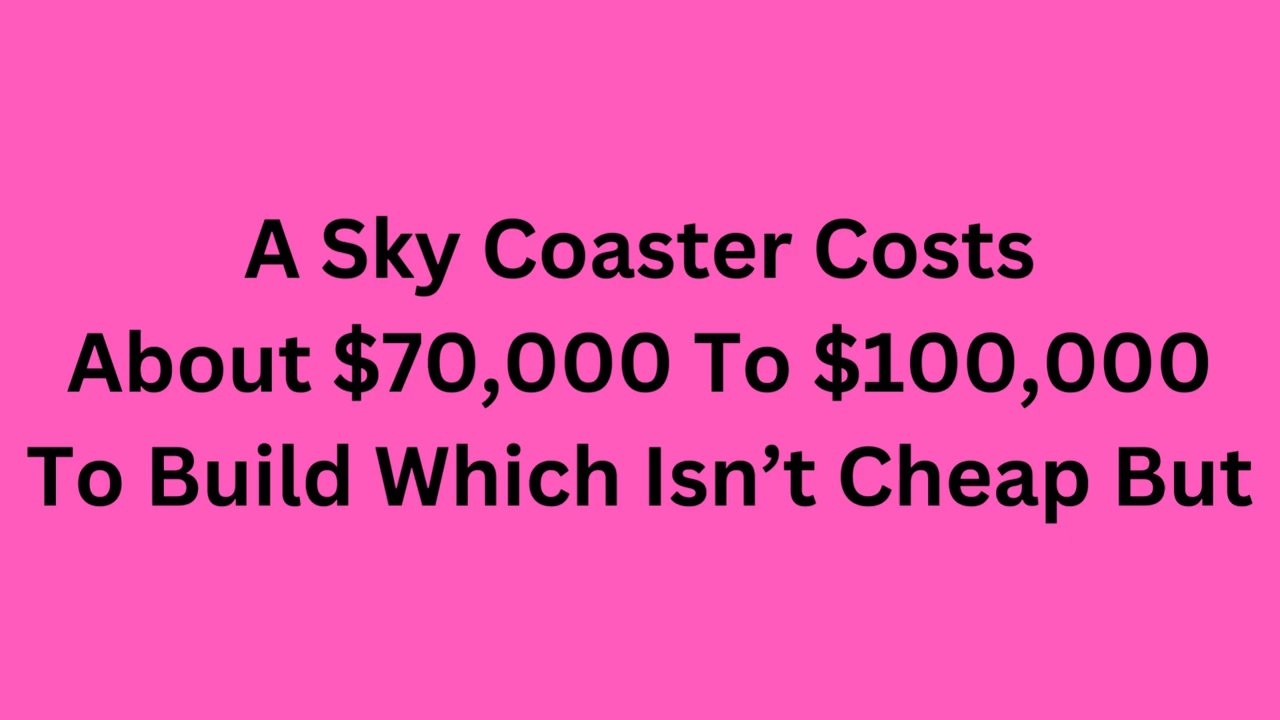 A Sky Coaster Costs
About $70,000 To $100,000
To Build Which Isn’t Cheap But